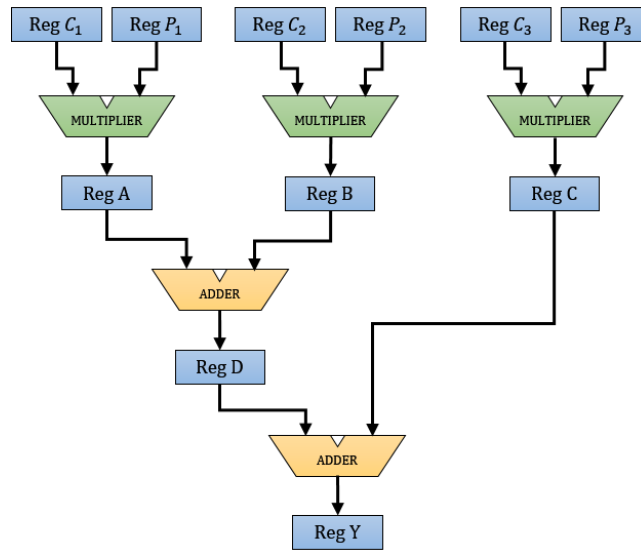 Reg C₁ Reg P₁ Reg C₂ Reg P₂ Reg C₃ Reg P₃
MULTIPLIER MULTIPLIER MULTIPLIER
Reg A Reg B Reg C
ADDER
Reg D
ADDER
Reg Y